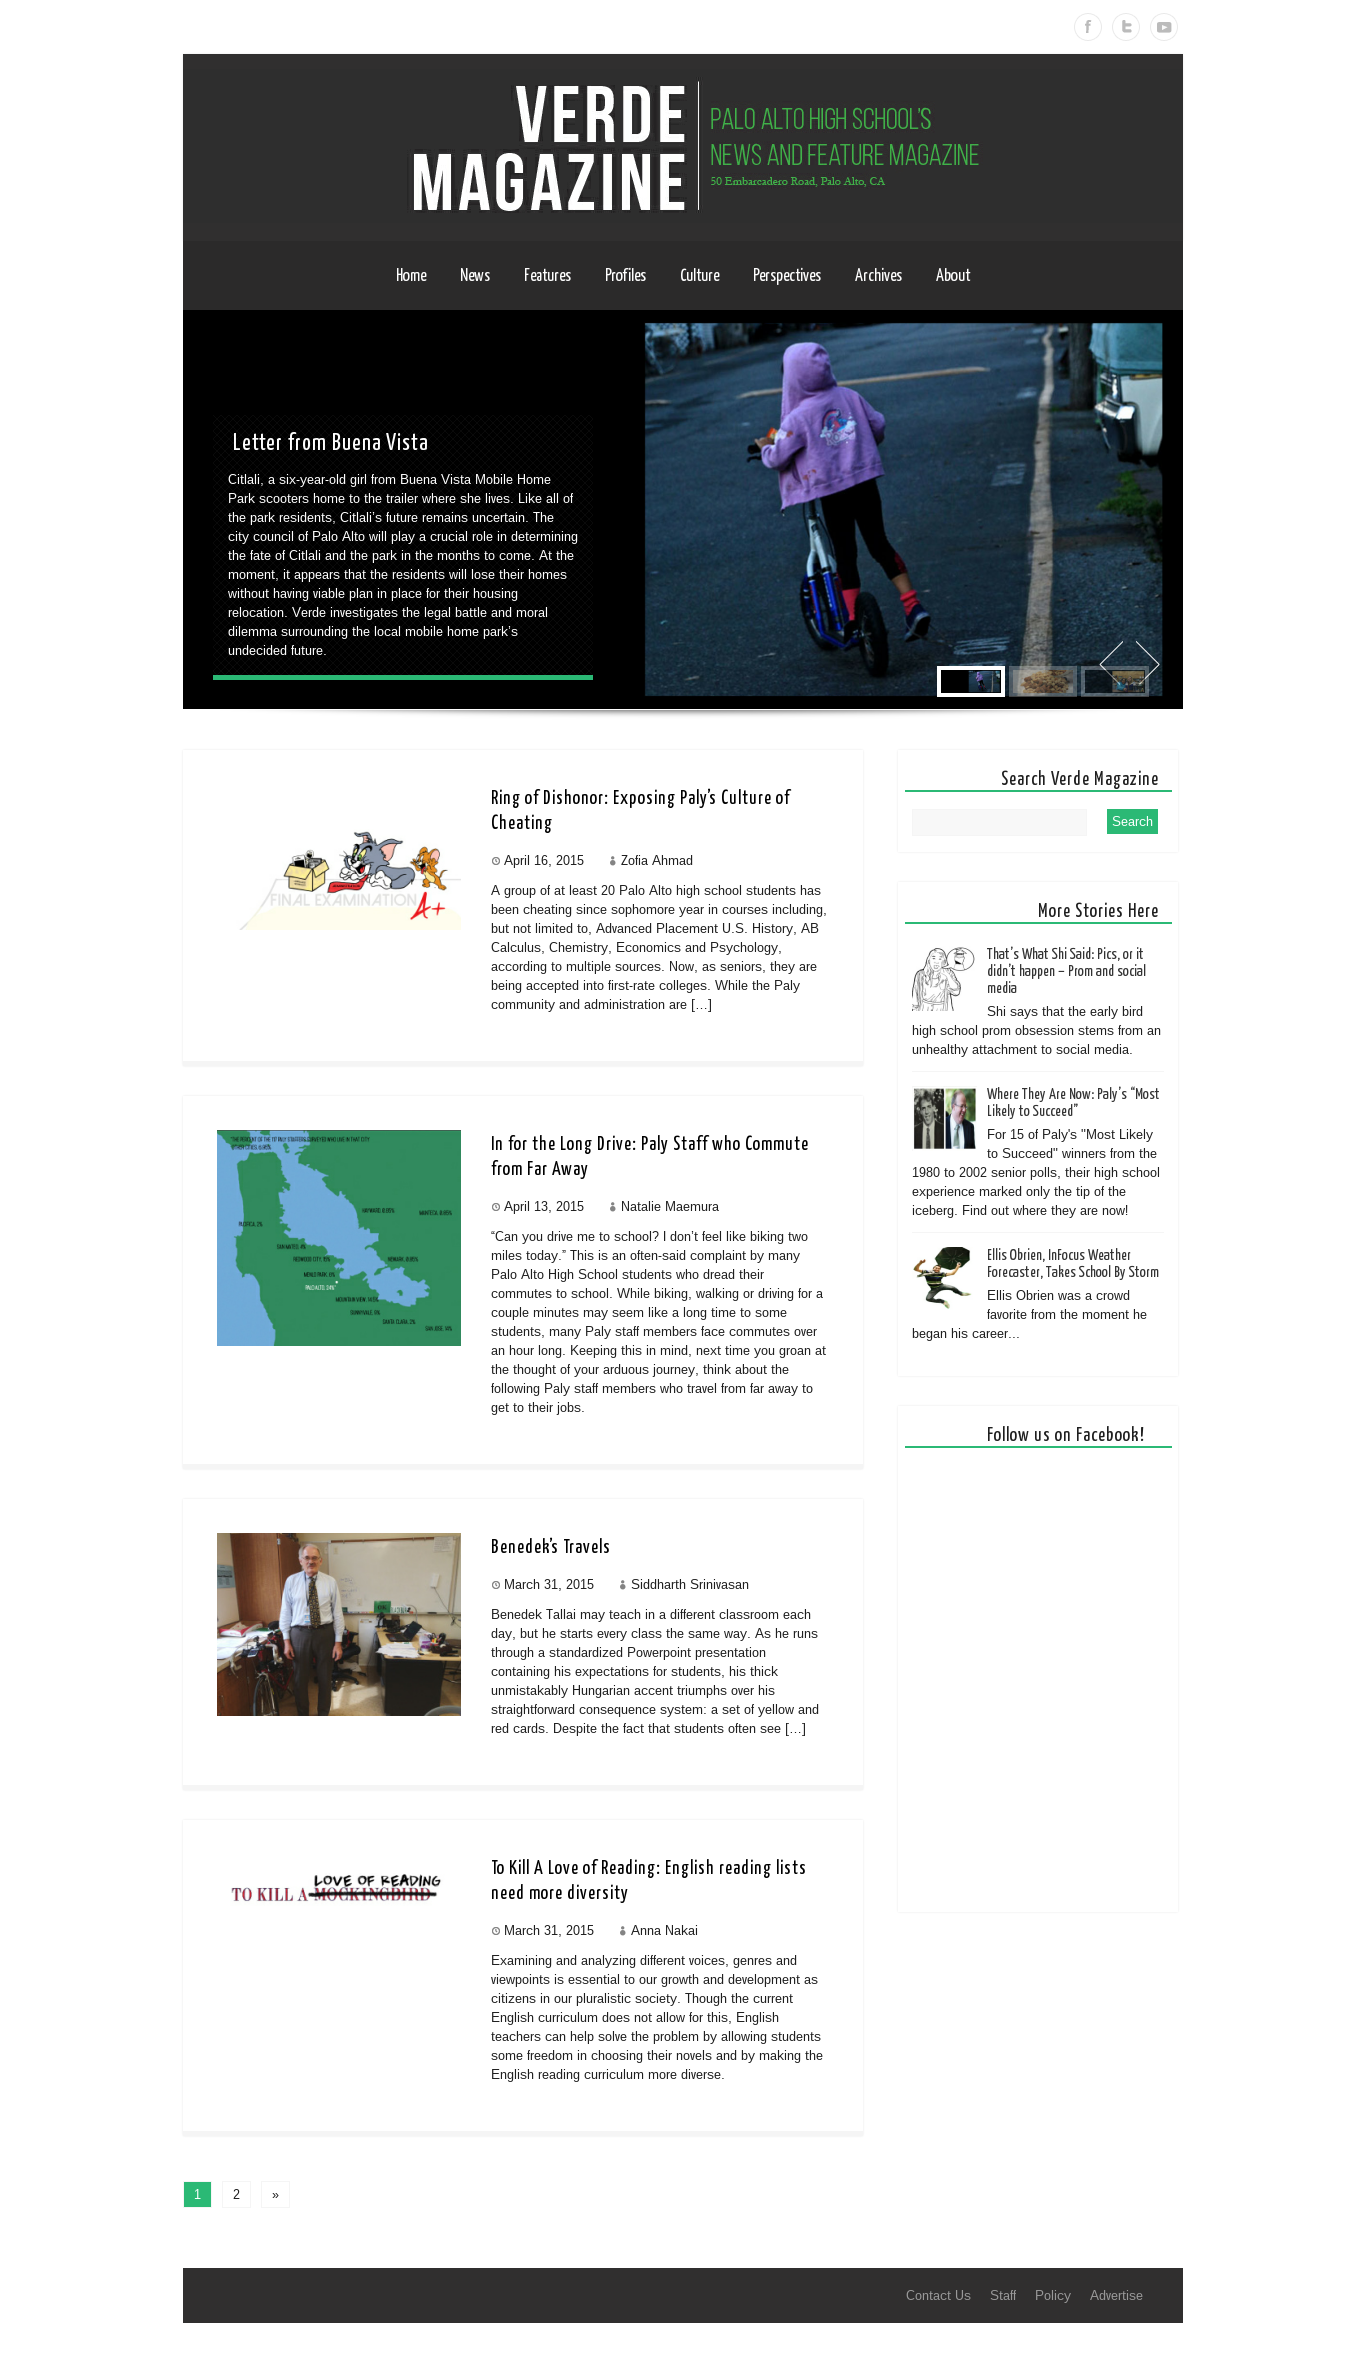 VERDE
MAGAZINE
PALO ALTO HIGH SCHOOL'S
NEWS AND FEATURE MAGAZINE
50 Embarcadero Road, Palo Alto, CA
Home News Features Profiles Culture Perspectives Archives About
Letter from Buena Vista
Citlali, a six-year-old girl from Buena Vista Mobile Home
Park scooters home to the trailer where she lives. Like all of
the park residents, Citlali’s future remains uncertain. The
city council of Palo Alto will play a crucial role in determining
the fate of Citlali and the park in the months to come. At the
moment, it appears that the residents will lose their homes
without having viable plan in place for their housing
relocation. Verde investigates the legal battle and moral
dilemma surrounding the local mobile home park’s
undecided future.
FINAL EXAMINATION
A+
Ring of Dishonor: Exposing Paly’s Culture of
Cheating
April 16, 2015 Zofia Ahmad
A group of at least 20 Palo Alto high school students has
been cheating since sophomore year in courses including,
but not limited to, Advanced Placement U.S. History, AB
Calculus, Chemistry, Economics and Psychology,
according to multiple sources. Now, as seniors, they are
being accepted into first-rate colleges. While the Paly
community and administration are […]
In for the Long Drive: Paly Staff who Commute
from Far Away
April 13, 2015 Natalie Maemura
“Can you drive me to school? I don’t feel like biking two
miles today.” This is an often-said complaint by many
Palo Alto High School students who dread their
commutes to school. While biking, walking or driving for a
couple minutes may seem like a long time to some
students, many Paly staff members face commutes over
an hour long. Keeping this in mind, next time you groan at
the thought of your arduous journey, think about the
following Paly staff members who travel from far away to
get to their jobs.
Benedek’s Travels
March 31, 2015 Siddharth Srinivasan
Benedek Tallai may teach in a different classroom each
day, but he starts every class the same way. As he runs
through a standardized Powerpoint presentation
containing his expectations for students, his thick
unmistakably Hungarian accent triumphs over his
straightforward consequence system: a set of yellow and
red cards. Despite the fact that students often see […]
LOVE OF READING
TO KILL A MOCKINGBIRD
To Kill A Love of Reading: English reading lists
need more diversity
March 31, 2015 Anna Nakai
Examining and analyzing different voices, genres and
viewpoints is essential to our growth and development as
citizens in our pluralistic society. Though the current
English curriculum does not allow for this, English
teachers can help solve the problem by allowing students
some freedom in choosing their novels and by making the
English reading curriculum more diverse.
1 2 »
Search Verde Magazine
Search
More Stories Here
That’s What Shi Said: Pics, or it
didn’t happen – Prom and social
media
Shi says that the early bird
high school prom obsession stems from an
unhealthy attachment to social media.
Where They Are Now: Paly’s “Most
Likely to Succeed”
For 15 of Paly's "Most Likely
to Succeed" winners from the
1980 to 2002 senior polls, their high school
experience marked only the tip of the
iceberg. Find out where they are now!
Ellis Obrien, InFocus Weather
Forecaster, Takes School By Storm
Ellis Obrien was a crowd
favorite from the moment he
began his career...
Follow us on Facebook!
Contact Us Staff Policy Advertise